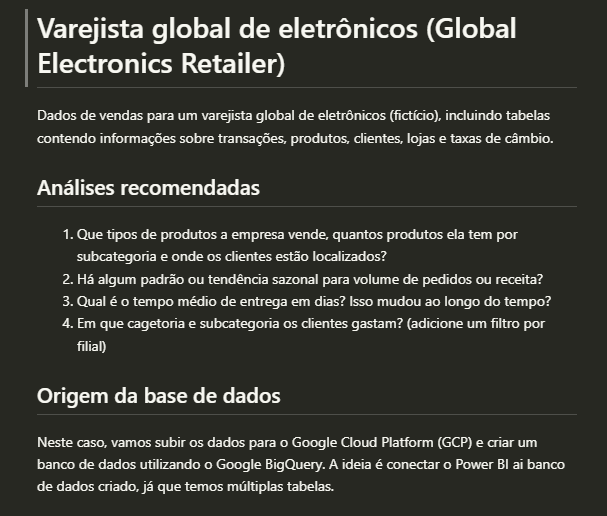 Varejista global de eletrônicos (Global
Electronics Retailer)
Dados de vendas para um varejista global de eletrônicos (fictício), incluindo tabelas
contendo informações sobre transações, produtos, clientes, lojas e taxas de câmbio.
Análises recomendadas
1. Que tipos de produtos a empresa vende, quantos produtos ela tem por
subcategoria e onde os clientes estão localizados?
2. Há algum padrão ou tendência sazonal para volume de pedidos ou receita?
3. Qual é o tempo médio de entrega em dias? Isso mudou ao longo do tempo?
4. Em que cagetoria e subcategoria os clientes gastam? (adicione um filtro por
filial)
Origem da base de dados
Neste caso, vamos subir os dados para o Google Cloud Platform (GCP) e criar um
banco de dados utilizando o Google BigQuery. A ideia é conectar o Power BI ai banco
de dados criado, já que temos múltiplas tabelas.